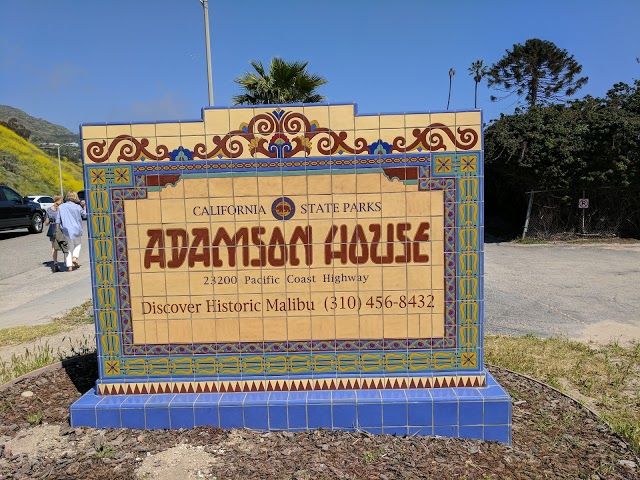 CALIFORNIA STATE PARKS
ADAMSON HOUSE
23200 Pacific Coast Highway
Discover Historic Malibu (310) 456-8432